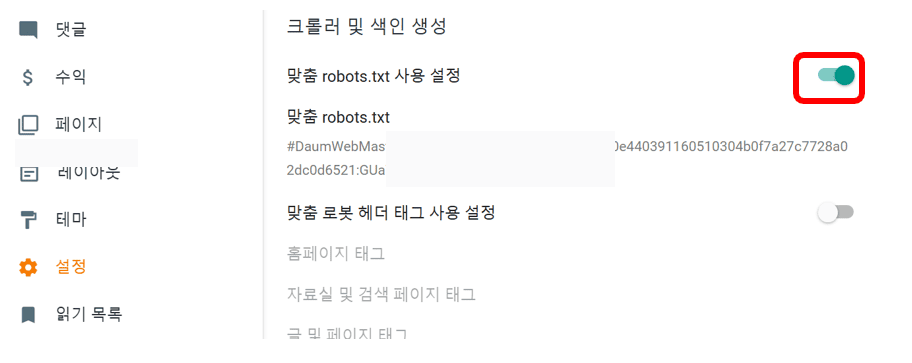 댓글
수익
페이지
레이아웃
테마
설정
읽기 목록
크롤러 및 색인 생성
맞춤 robots.txt 사용 설정
맞춤 robots.txt
#DaumWebMas 0e440391160510304b0f7a27c7728a0
2dc0d6521:GUa
맞춤 로봇 헤더 태그 사용 설정
홈페이지 태그
자료실 및 검색 페이지 태그
글 및 페이지 태그